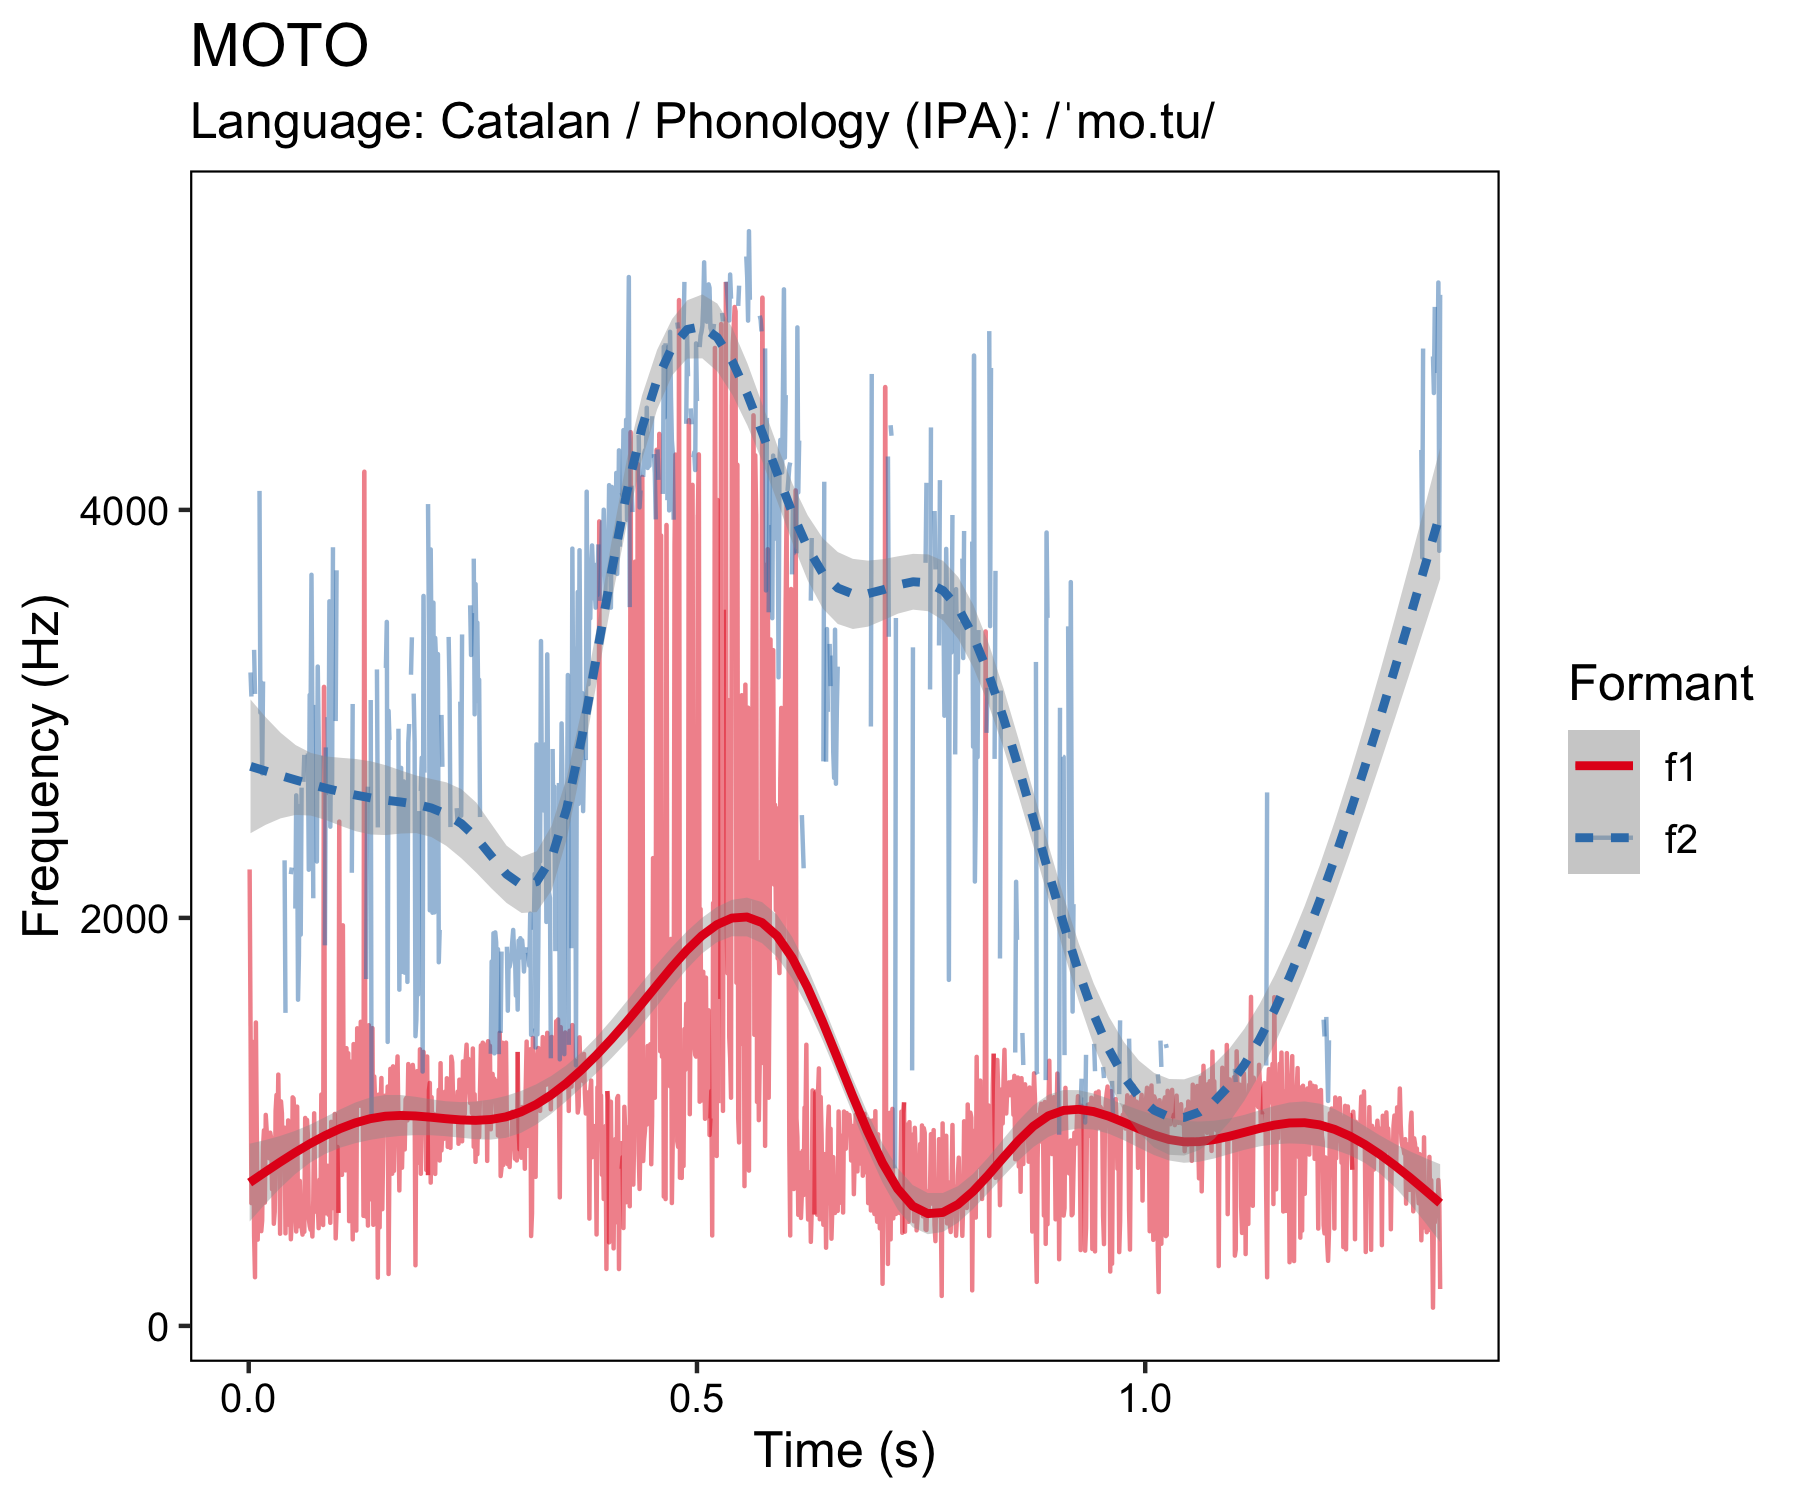 MOTO
Language: Catalan / Phonology (IPA): /ˈmo.tu/
Frequency (Hz)
4000
2000
0
0.0
0.5
1.0
Time (s)
Formant
f1
f2